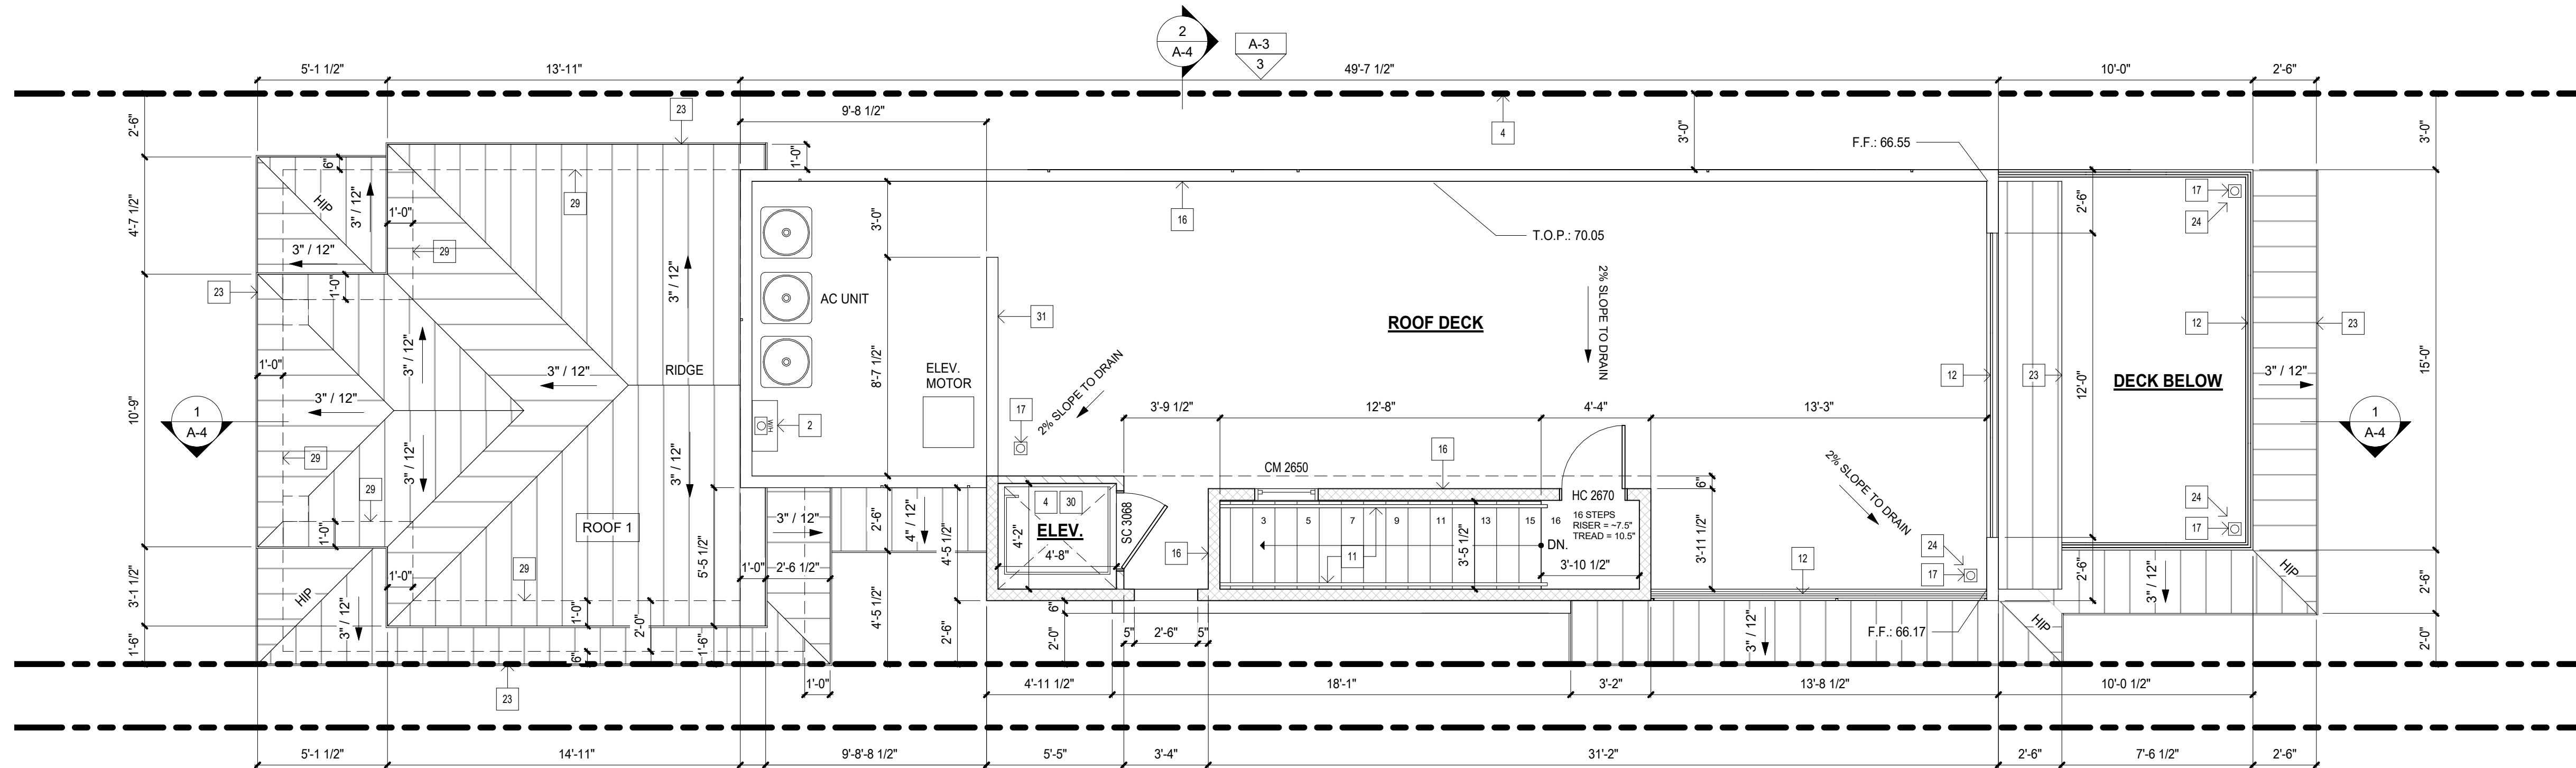 2
A-4
A-3
3
5'-1 1/2"
13'-11"
49'-7 1/2"
10'-0"
2'-6"
9'-8 1/2"
23
4
2'-6"
3'-0"
3'-0"
F.F.: 66.55
6"
1'-0"
HIP
3" / 12"
1'-0"
29
29
3" / 12"
4'-7 1/2"
16
3'-0"
T.O.P.: 70.05
2'-6"
17
24
23
1'-0"
3" / 12"
AC UNIT
31
ROOF DECK
2% SLOPE TO DRAIN
12
23
10'-9"
1'-0"
3" / 12"
3" / 12"
3" / 12"
RIDGE
8'-7 1/2"
ELEV.
MOTOR
2% SLOPE TO DRAIN
12
23
12'-0"
DECK BELOW
3" / 12"
15'-0"
1
A-4
3'-9 1/2"
12'-8"
4'-4"
13'-3"
1
A-4
W/H
2
17
29
3" / 12"
3" / 12"
16
CM 2650
2% SLOPE TO DRAIN
29
1'-0"
ROOF 1
3" / 12"
4" / 12"
2'-6"
4'-5 1/2"
4 30
ELEV.
4'-2"
4'-8"
SC 3068
16
3 5 7 9 11 13 15 16
HC 2670
16 STEPS
RISER = ~7.5"
TREAD = 10.5"
DN.
11
3'-5 1/2"
3'-10 1/2"
6"
3'-11 1/2"
12
24
17
24
17
3'-1 1/2"
HIP
3" / 12"
1'-0"
29
5'-5 1/2"
1'-0"
2'-6 1/2"
2'-6"
3" / 12"
HIP
2'-6"
1'-6"
1'-0"
2'-0"
6"
1'-6"
4'-5 1/2"
2'-6"
6"
2'-0"
5"
2'-6"
5"
3" / 12"
F.F.: 66.17
HIP
2'-0"
23
1'-0"
4'-11 1/2"
18'-1"
3'-2"
13'-8 1/2"
10'-0 1/2"
5'-1 1/2"
14'-11"
9'-8'-8 1/2"
5'-5"
3'-4"
31'-2"
2'-6"
7'-6 1/2"
2'-6"